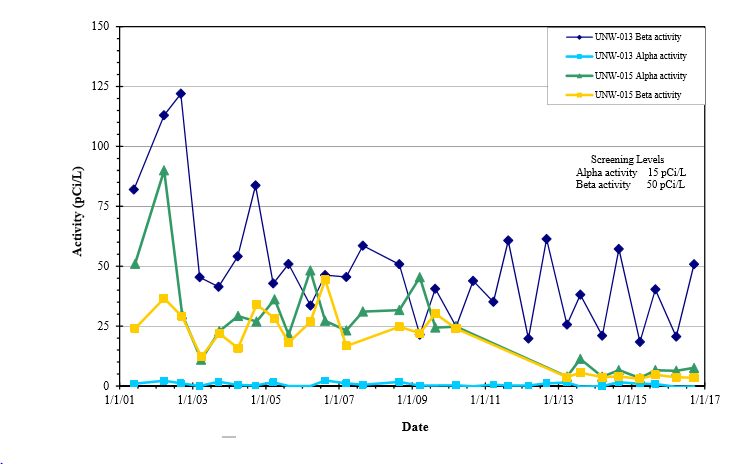 150
125
100
75
50
25
0
Activity (pCi/L)
UNW-013 Beta activity
UNW-013 Alpha activity
UNW-015 Alpha activity
UNW-015 Beta activity
Screening Levels
Alpha activity 15 pCi/L
Beta activity 50 pCi/L
1/1/01 1/1/03 1/1/05 1/1/07 1/1/09 1/1/11 1/1/13 1/1/15 1/1/17
Date